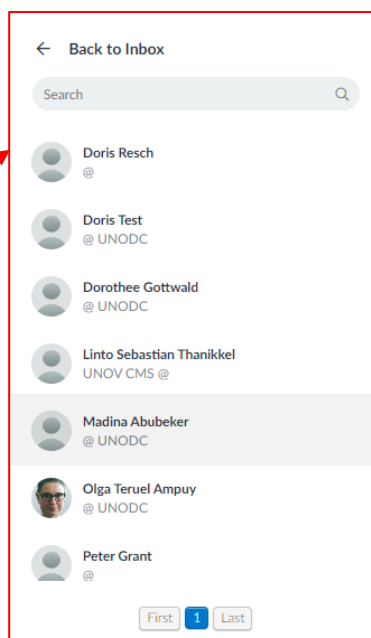 ← Back to Inbox
Search
Doris Resch
@
Doris Test
@ UNODC
Dorothee Gottwald
@ UNODC
Linto Sebastian Thanikkel
UNOV CMS @
Madina Abubeker
@ UNODC
Olga Teruel Ampuy
@ UNODC
Peter Grant
@
First 1 Last